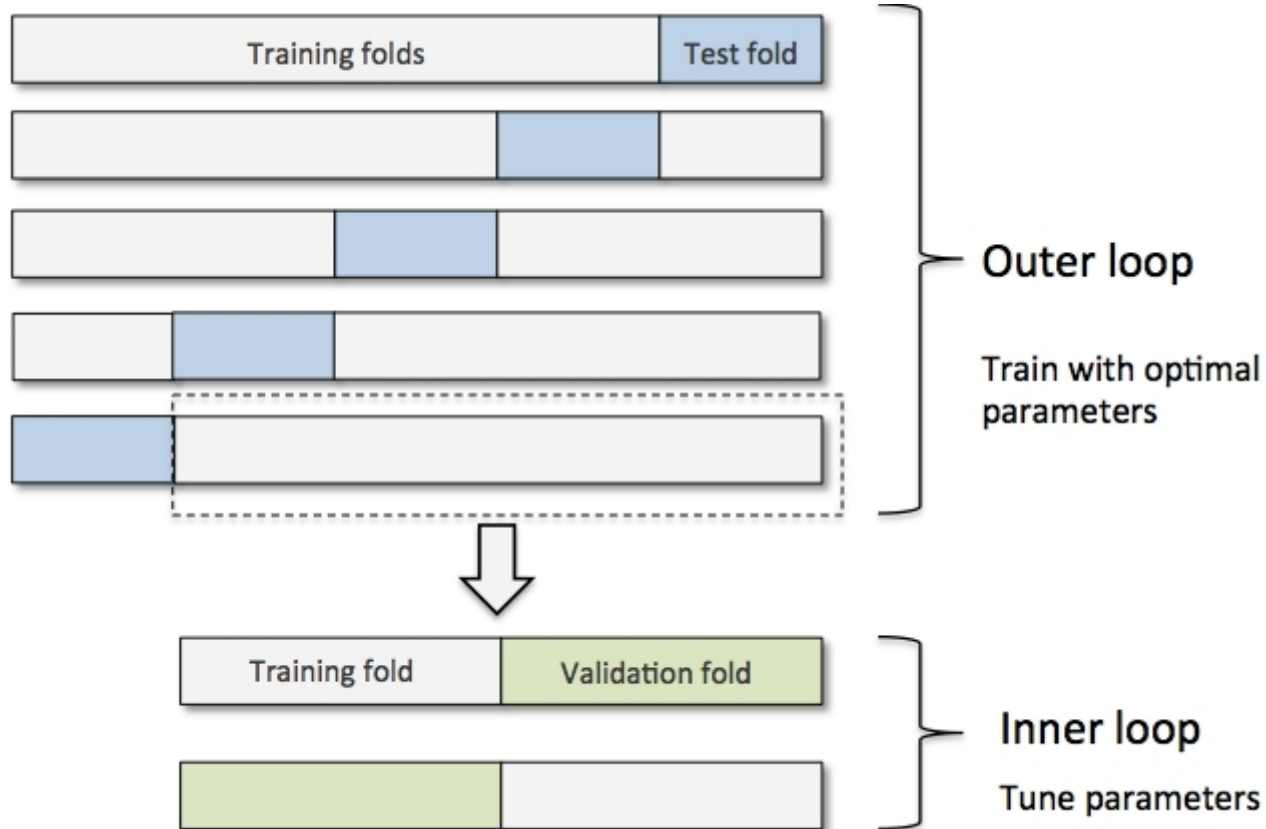 Training folds
Test fold
Outer loop
Train with optimal
parameters
Training fold
Validation fold
Inner loop
Tune parameters